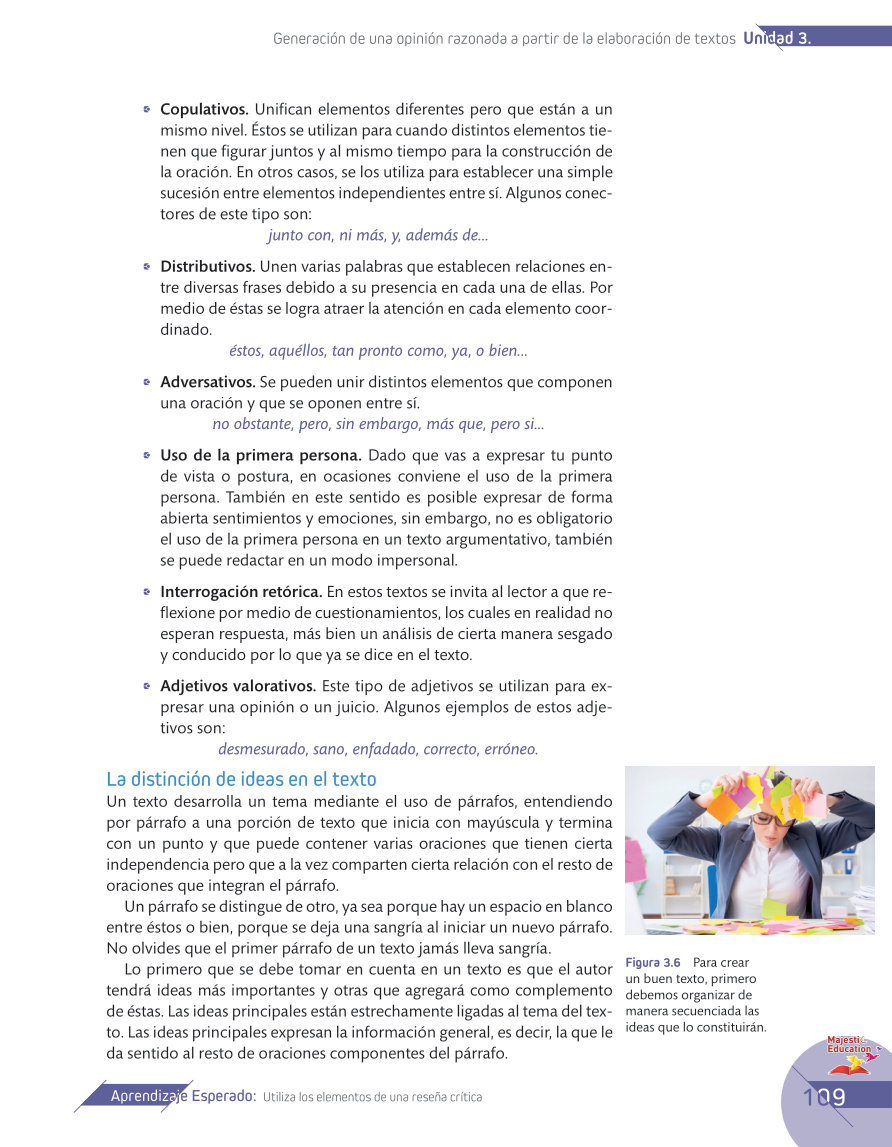 Generación de una opinión razonada a partir de la elaboración de textos Unidad 3.
Copulativos. Unifican elementos diferentes pero que están a un
mismo nivel. Éstos se utilizan para cuando distintos elementos tie-
nen que figurar juntos y al mismo tiempo para la construcción de
la oración. En otros casos, se los utiliza para establecer una simple
sucesión entre elementos independientes entre sí. Algunos conec-
tores de este tipo son:
junto con, ni más, y, además de...
Distributivos. Unen varias palabras que establecen relaciones en-
tre diversas frases debido a su presencia en cada una de ellas. Por
medio de éstas se logra atraer la atención en cada elemento coor-
dinado.
éstos, aquéllos, tan pronto como, ya, o bien...
Adversativos. Se pueden unir distintos elementos que componen
una oración y que se oponen entre sí.
no obstante, pero, sin embargo, más que, pero si...
Uso de la primera persona. Dado que vas a expresar tu punto
de vista o postura, en ocasiones conviene el uso de la primera
persona. También en este sentido es posible expresar de forma
abierta sentimientos y emociones, sin embargo, no es obligatorio
el uso de la primera persona en un texto argumentativo, también
se puede redactar en un modo impersonal.
Interrogación retórica. En estos textos se invita al lector a que re-
flexione por medio de cuestionamientos, los cuales en realidad no
esperan respuesta, más bien un análisis de cierta manera sesgado
y conducido por lo que ya se dice en el texto.
Adjetivos valorativos. Este tipo de adjetivos se utilizan para ex-
presar una opinión o un juicio. Algunos ejemplos de estos adje-
tivos son:
desmesurado, sano, enfadado, correcto, erróneo.
La distinción de ideas en el texto
Un texto desarrolla un tema mediante el uso de párrafos, entendiendo
por párrafo a una porción de texto que inicia con mayúscula y termina
con un punto y que puede contener varias oraciones que tienen cierta
independencia pero que a la vez comparten cierta relación con el resto de
oraciones que integran el párrafo.
Un párrafo se distingue de otro, ya sea porque hay un espacio en blanco
entre éstos o bien, porque se deja una sangría al iniciar un nuevo párrafo.
No olvides que el primer párrafo de un texto jamás lleva sangría.
Lo primero que se debe tomar en cuenta en un texto es que el autor
tendrá ideas más importantes y otras que agregará como complemento
de éstas. Las ideas principales están estrechamente ligadas al tema del tex-
to. Las ideas principales expresan la información general, es decir, la que le
da sentido al resto de oraciones componentes del párrafo.
Figura 3.6 Para crear
un buen texto, primero
debemos organizar de
manera secuenciada las
ideas que lo constituirán.
Majestic
Education
Aprendizaje Esperado: Utiliza los elementos de una reseña crítica
109